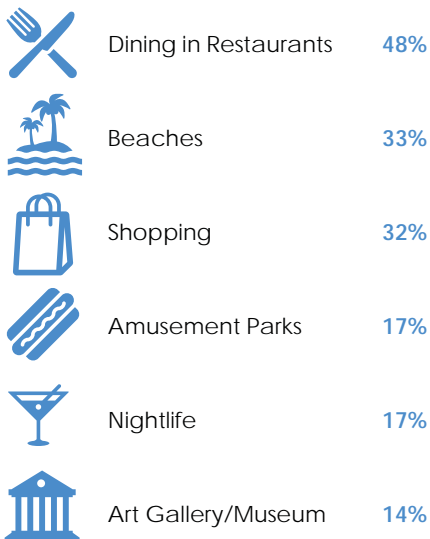 Dining in Restaurants 48%
Beaches 33%
Shopping 32%
Amusement Parks 17%
Nightlife 17%
Art Gallery/Museum 14%